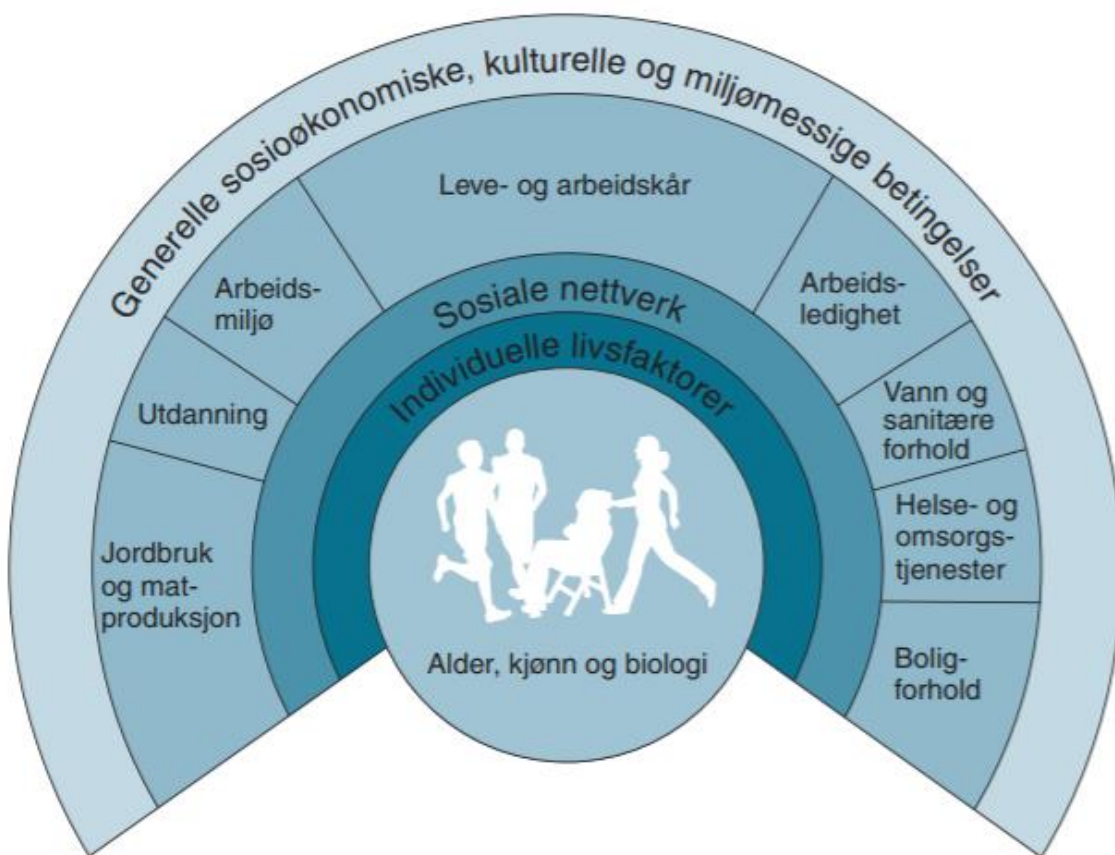 Generelle sosioøkonomiske, kulturelle og miljømessige betingelser
Leve- og arbeidskår
Arbeids-
miljø
Utdanning
Jordbruk
og mat-
produksjon
Arbeids-
ledighet
Vann og
sanitære
forhold
Helse- og
omsorgs-
tjenester
Bolig-
forhold
Sosiale nettverk
Individuelle livsfaktorer
Alder, kjønn og biologi